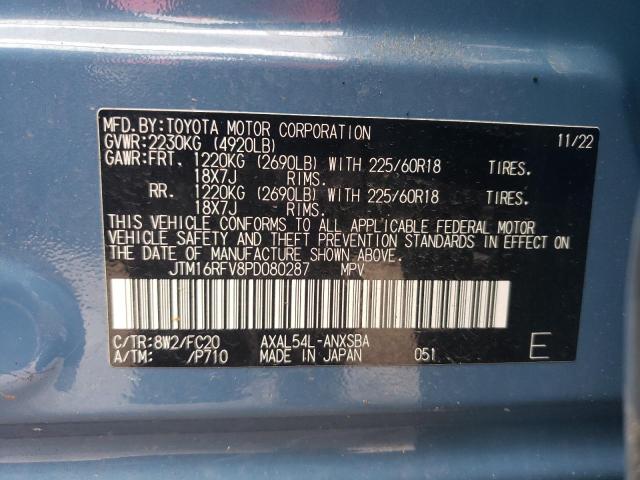 MFD.BY:TOYOTA MOTOR CORPORATION 11/22
GVWR:2230KG (4920LB)
GAWR:FRT. 1220KG (2690LB) WITH 225/60R18 TIRES.
18X7J RIMS.
RR. 1220KG (2690LB) WITH 225/60R18 TIRES.
18X7J RIMS.
THIS VEHICLE CONFORMS TO ALL APPLICABLE FEDERAL MOTOR
VEHICLE SAFETY AND THEFT PREVENTION STANDARDS IN EFFECT ON
THE DATE OF MANUFACTURE SHOWN ABOVE.
JTM16RFV8PD080287 MPV
C/TR:8W2/FC20 AXAL54L-ANXSBA
A/TM: /P710 MADE IN JAPAN 051 E